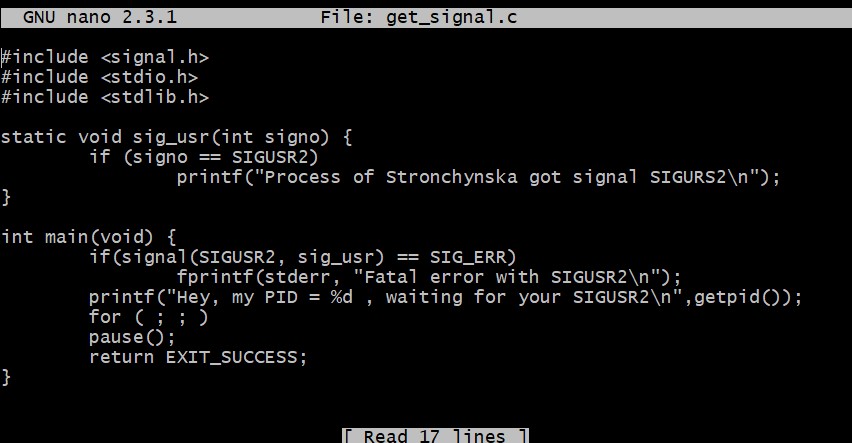 GNU nano 2.3.1 File: get_signal.c
#include <signal.h>
#include <stdio.h>
#include <stdlib.h>
static void sig_usr(int signo) {
if (signo == SIGUSR2)
printf("Process of Stronchynska got signal SIGURS2\n");
}
int main(void) {
if(signal(SIGUSR2, sig_usr) == SIG_ERR)
fprintf(stderr, "Fatal error with SIGUSR2\n");
printf("Hey, my PID = %d , waiting for your SIGUSR2\n",getpid());
for ( ; ; )
pause();
return EXIT_SUCCESS;
}
[ Read 17 lines ]